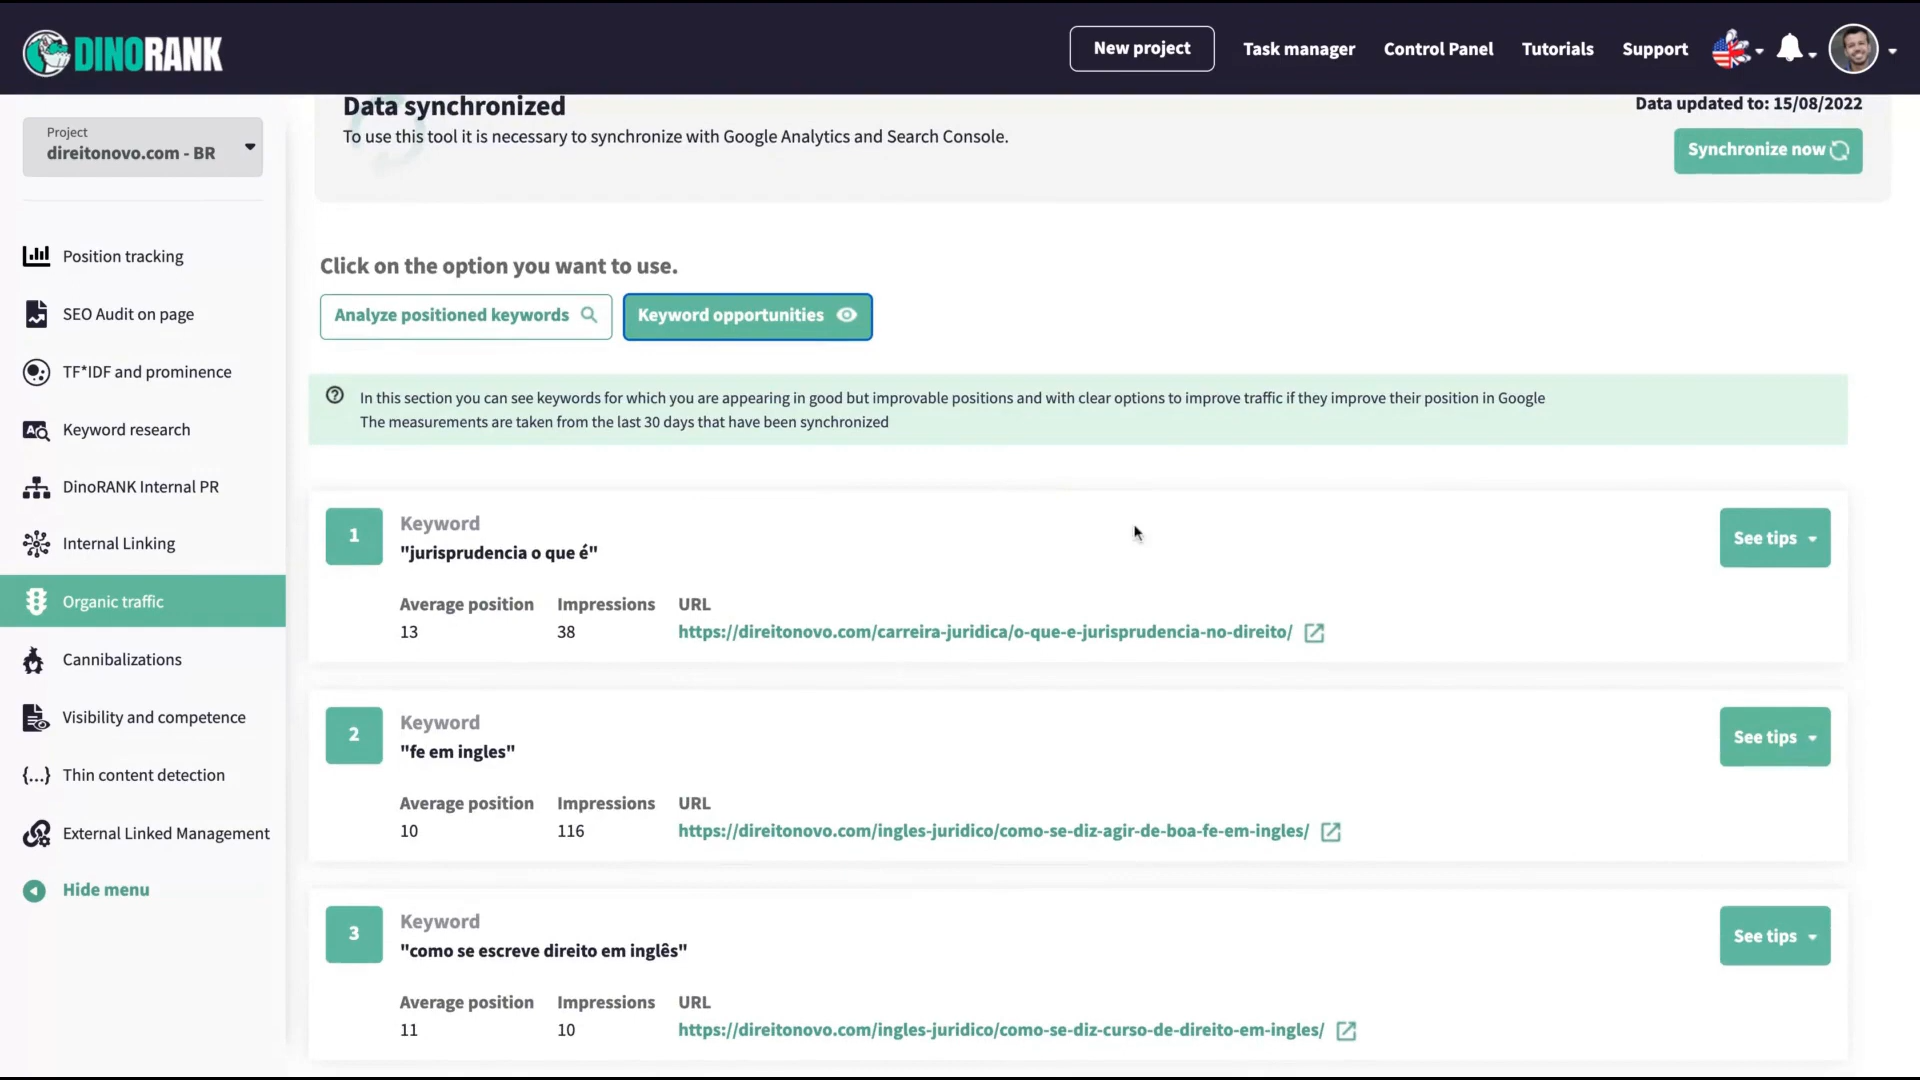 DINORANK
New project
Task manager
Control Panel
Tutorials
Support
Project
direitonovo.com - BR
Position tracking
SEO Audit on page
TF*IDF and prominence
Keyword research
DinoRANK Internal PR
Internal Linking
Organic traffic
Cannibalizations
Visibility and competence
Thin content detection
External Linked Management
Hide menu
Data synchronized
To use this tool it is necessary to synchronize with Google Analytics and Search Console.
Data updated to: 15/08/2022
Synchronize now
Click on the option you want to use.
Analyze positioned keywords
Keyword opportunities
In this section you can see keywords for which you are appearing in good but improvable positions and with clear options to improve traffic if they improve their position in Google
The measurements are taken from the last 30 days that have been synchronized
1
Keyword
"jurisprudencia o que é"
See tips
Average position Impressions URL
13 38 https://direitonovo.com/carreira-juridica/o-que-e-jurisprudencia-no-direito/
2
Keyword
"fe em ingles"
See tips
Average position Impressions URL
10 116 https://direitonovo.com/ingles-juridico/como-se-diz-agir-de-boa-fe-em-ingles/
3
Keyword
"como se escreve direito em inglês"
See tips
Average position Impressions URL
11 10 https://direitonovo.com/ingles-juridico/como-se-diz-curso-de-direito-em-ingles/